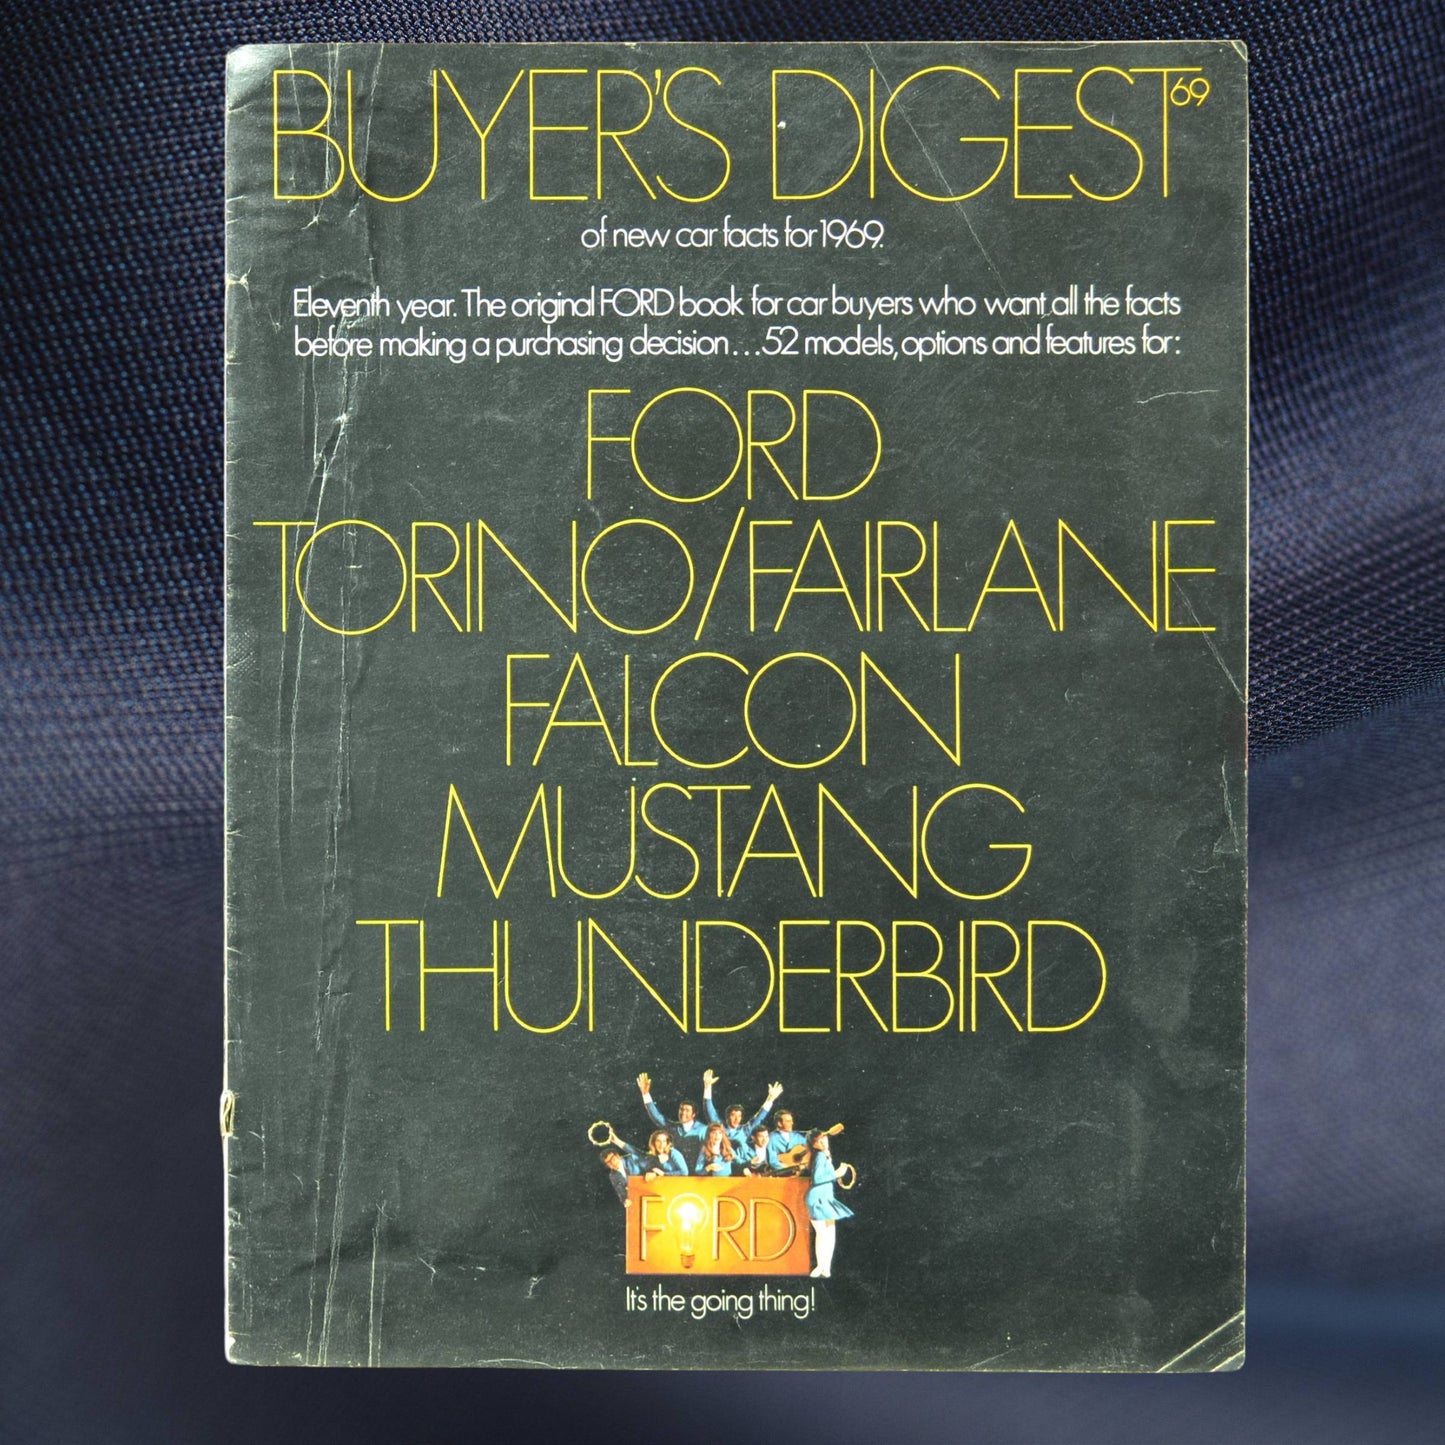 BUYER'S DIGEST '69
of new car facts for 1969.
Eleventh year. The original FORD book for car buyers who want all the facts
before making a purchasing decision...52 models, options and features for:
FORD
TORINO/FAIRLANE
FALCON
MUSTANG
THUNDERBIRD
FORD
It's the going thing!